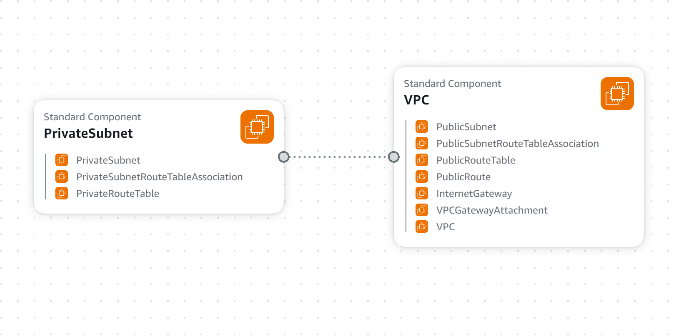 Standard Component
PrivateSubnet
PrivateSubnet
PrivateSubnetRouteTableAssociation
PrivateRouteTable
Standard Component
VPC
PublicSubnet
PublicSubnetRouteTableAssociation
PublicRouteTable
PublicRoute
InternetGateway
VPCGatewayAttachment
VPC